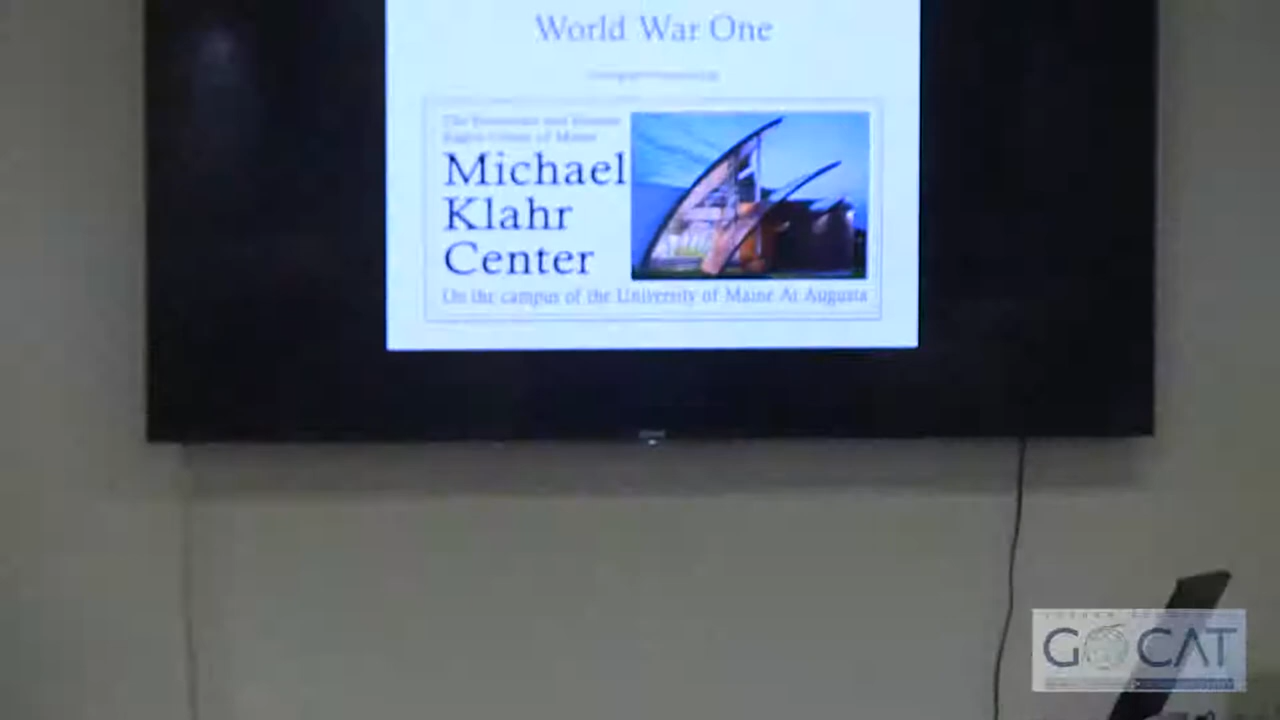 World War One
The Holocaust and Human
Rights Center of Maine
Michael
Klahr
Center
On the campus of the University of Maine At Augusta
GOCAT